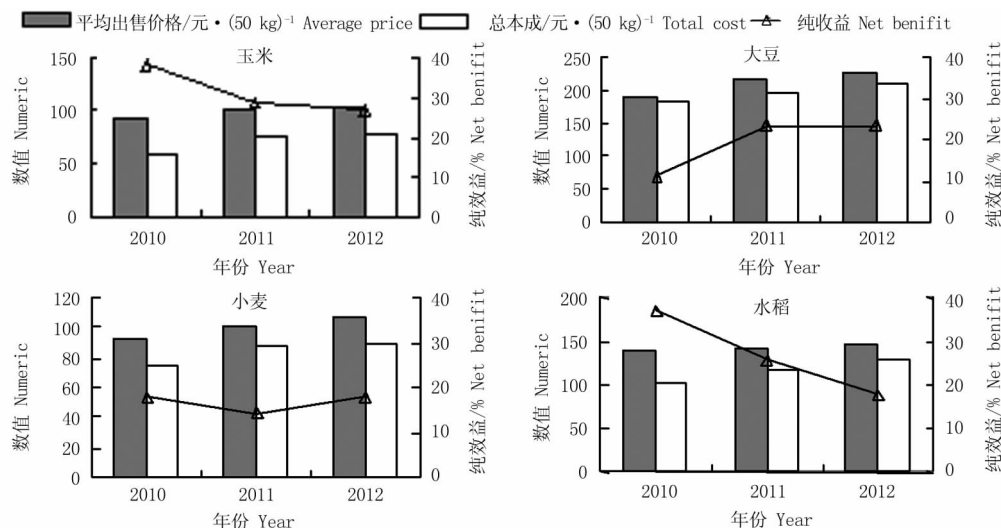 平均出售价格/元·(50 kg)⁻¹ Average price 总本成/元·(50 kg)⁻¹ Total cost 纯收益 Net benifit
玉米
数值 Numeric
150
100
50
0
纯效益/% Net benefit
40
30
20
10
0
2010 2011 2012
年份 Year
大豆
数值 Numeric
250
200
150
100
50
0
纯效益/% Net benifit
40
30
20
10
0
2010 2011 2012
年份 Year
小麦
数值 Numeric
120
100
80
60
40
20
0
纯效益/% Net benifit
40
30
20
10
0
2010 2011 2012
年份 Year
水稻
数值 Numeric
200
150
100
50
0
纯效益/% Net benifit
40
30
20
10
0
2010 2011 2012
年份 Year